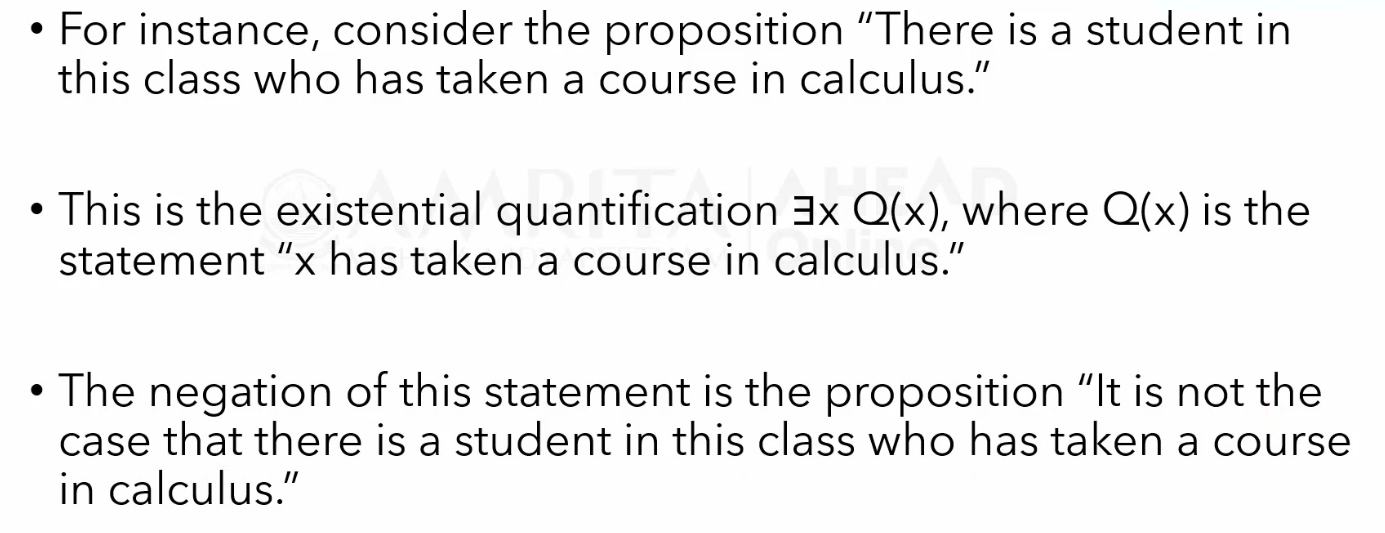 • For instance, consider the proposition “There is a student in
this class who has taken a course in calculus.”
AMRITA | AHEAD
• This is the existential quantification ∃x Q(x), where Q(x) is the
Online
statement “x has taken a course in calculus.”
• The negation of this statement is the proposition “It is not the
case that there is a student in this class who has taken a course
in calculus.”